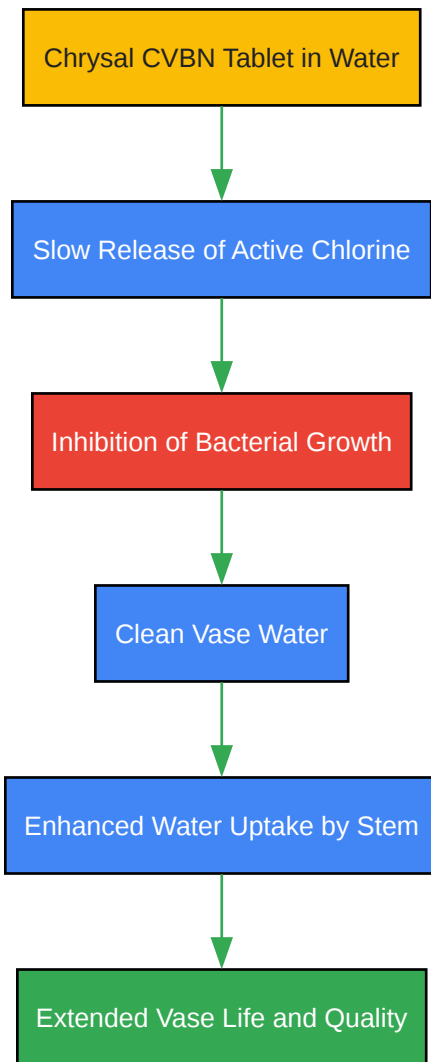 Chrysal CVBN Tablet in Water
Slow Release of Active Chlorine
Inhibition of Bacterial Growth
Clean Vase Water
Enhanced Water Uptake by Stem
Extended Vase Life and Quality